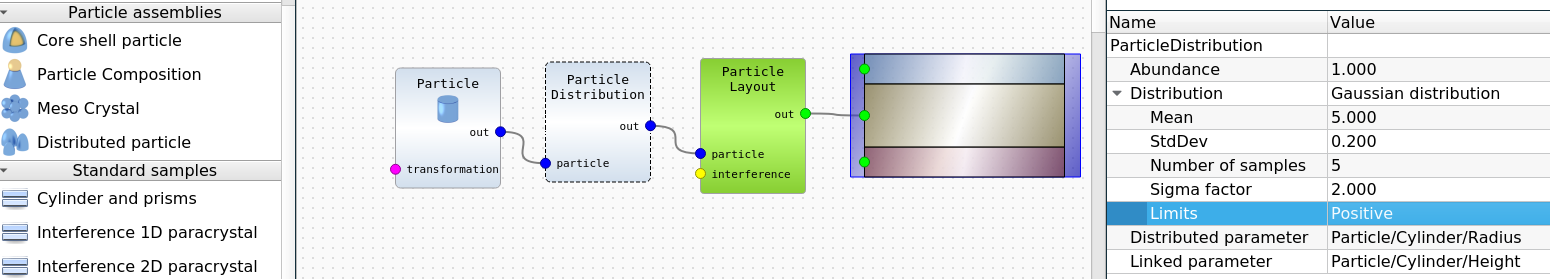 Particle assemblies
Core shell particle
Particle Composition
Meso Crystal
Distributed particle
Standard samples
Cylinder and prisms
Interference 1D paracrystal
Interference 2D paracrystal
Particle
out
transformation
Particle
Distribution
out
particle
Particle
Layout
out
particle
interference
Name Value
ParticleDistribution
Abundance 1.000
Distribution Gaussian distribution
Mean 5.000
StdDev 0.200
Number of samples 5
Sigma factor 2.000
Limits Positive
Distributed parameter Particle/Cylinder/Radius
Linked parameter Particle/Cylinder/Height